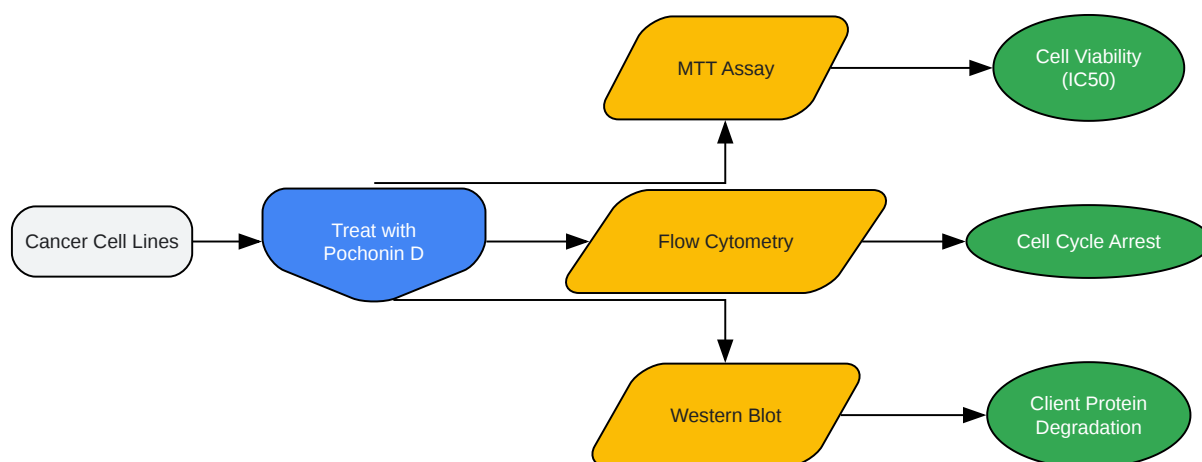 MTT Assay
Cell Viability
(IC50)
Cancer Cell Lines
Treat with
Pochonin D
Flow Cytometry
Cell Cycle Arrest
Western Blot
Client Protein
Degradation